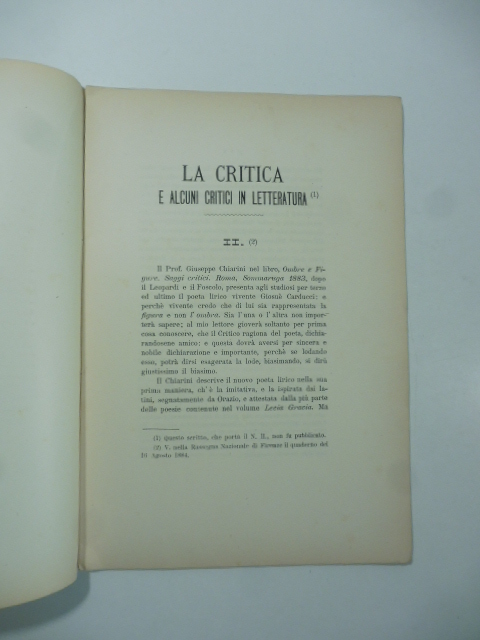 LA CRITICA
E ALCUNI CRITICI IN LETTERATURA (1)
II. (2)
Il Prof. Giuseppe Chiarini nel libro, Ombre e Fi-
gure. Saggi critici. Roma, Sommaruga 1883, dopo
il Leopardi e il Foscolo, presenta agli studiosi per terzo
ed ultimo il poeta lirico vivente Giosuè Carducci: e
perchè vivente credo che di lui sia rappresentata la
figura e non l'ombra. Sia l'una o l'altra non impor-
terà sapere; al mio lettore gioverà soltanto per prima
cosa conoscere, che il Critico ragiona del poeta, dichia-
randosene amico: e questa dovrà aversi per sincera e
nobile dichiarazione e importante, perchè se lodando
esso, potrà dirsi esagerata la lode, biasimando, si dirà
giustissimo il biasimo.
Il Chiarini descrive il nuovo poeta lirico nella sua
prima maniera, ch'è la imitativa, e la ispirata dai la-
tini, segnatamente da Orazio, e attestata dalla più parte
delle poesie contenute nel volume Levia Gravia. Ma
(1) questo scritto, che porta il N. II., non fu pubblicato.
(2) V. nella Rassegna Nazionale di Firenze il quaderno del
16 Agosto 1884.